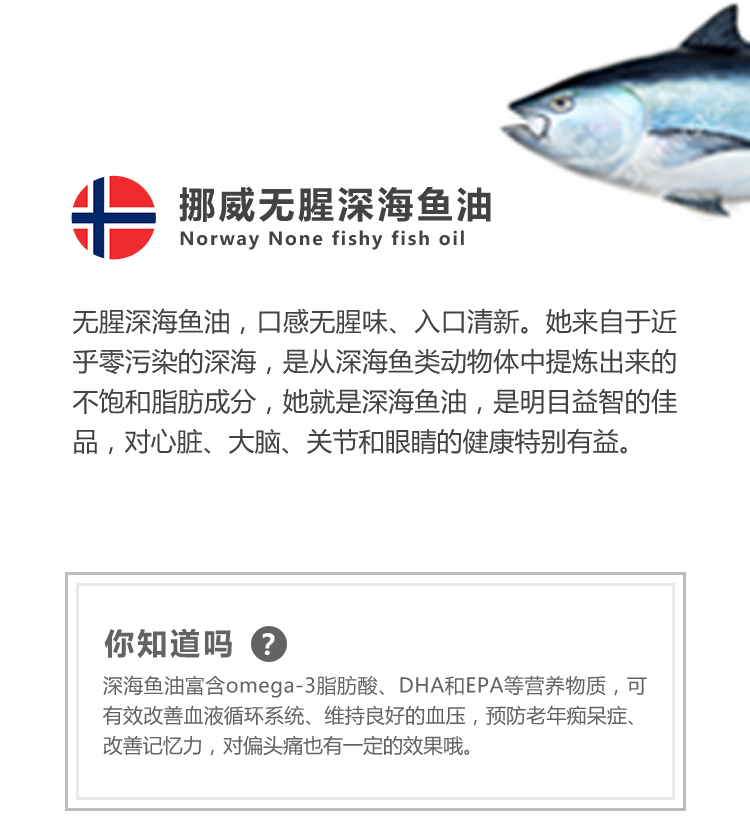 挪威无腥深海鱼油
Norway None fishy fish oil
无腥深海鱼油，口感无腥味、入口清新。她来自于近
乎零污染的深海，是从深海鱼类动物体中提炼出来的
不饱和脂肪成分，她就是深海鱼油，是明目益智的佳
品，对心脏、大脑、关节和眼睛的健康特别有益。
你知道吗 ?
深海鱼油富含omega-3脂肪酸、DHA和EPA等营养物质，可
有效改善血液循环系统、维持良好的血压，预防老年痴呆症、
改善记忆力，对偏头痛也有一定的效果哦。